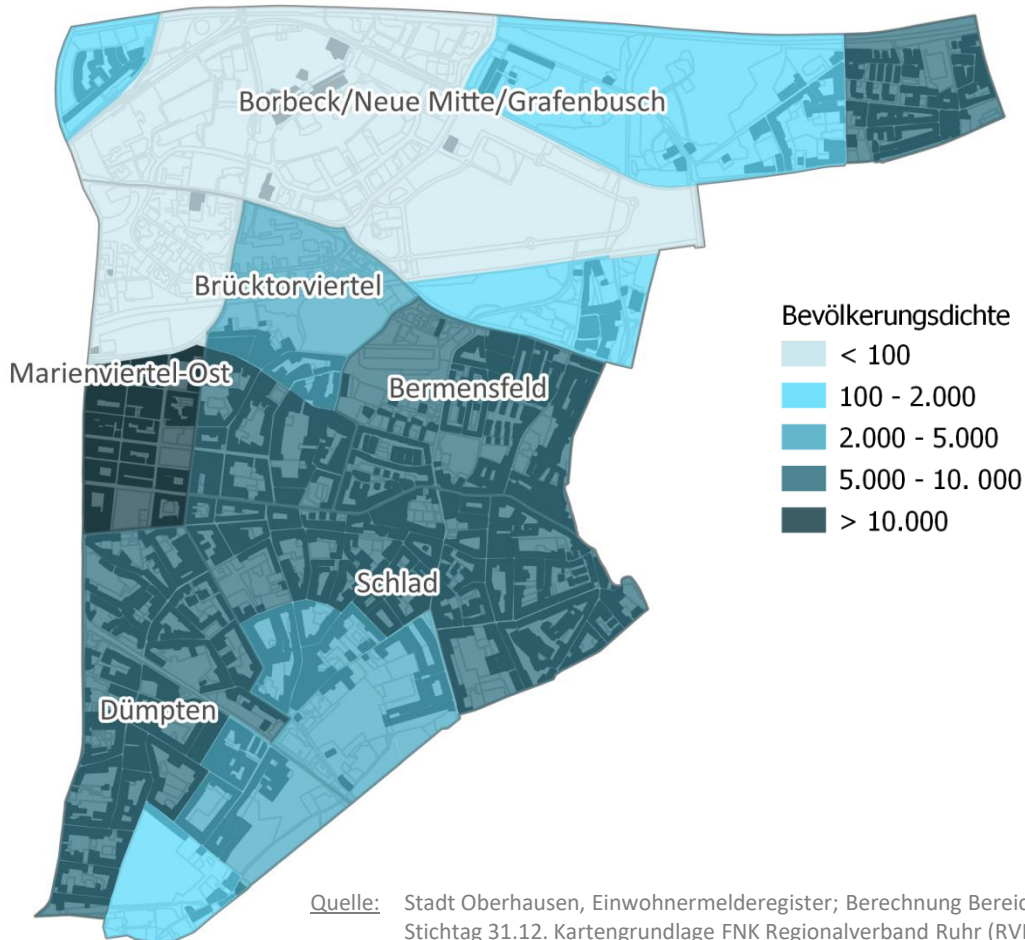 Borbeck/Neue Mitte/Grafenbusch
Brücktorviertel
Marienviertel-Ost
Bermensfeld
Schlad
Dümpten
Bevölkerungsdichte
< 100
100 - 2.000
2.000 - 5.000
5.000 - 10. 000
> 10.000
Quelle: Stadt Oberhausen, Einwohnermelderegister; Berechnung
Stichtag 31.12. Kartengrundlage FNK Regionalverband Ruhr